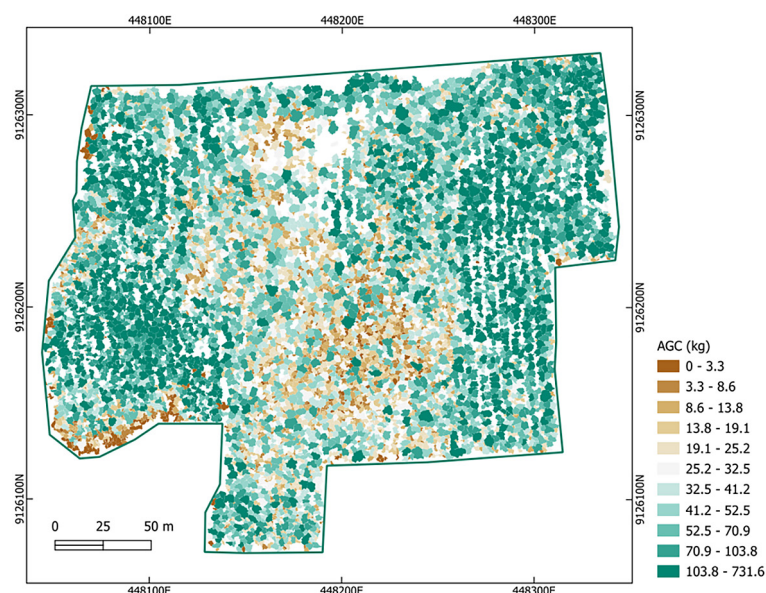 448100E 448200E 448300E
9126300N 9126300N
9126200N 9126200N
9126100N 9126100N
AGC (kg)
0 - 3.3
3.3 - 8.6
8.6 - 13.8
13.8 - 19.1
19.1 - 25.2
25.2 - 32.5
32.5 - 41.2
41.2 - 52.5
52.5 - 70.9
70.9 - 103.8
103.8 - 731.6
0 25 50 m
448100E 448200E 448300E